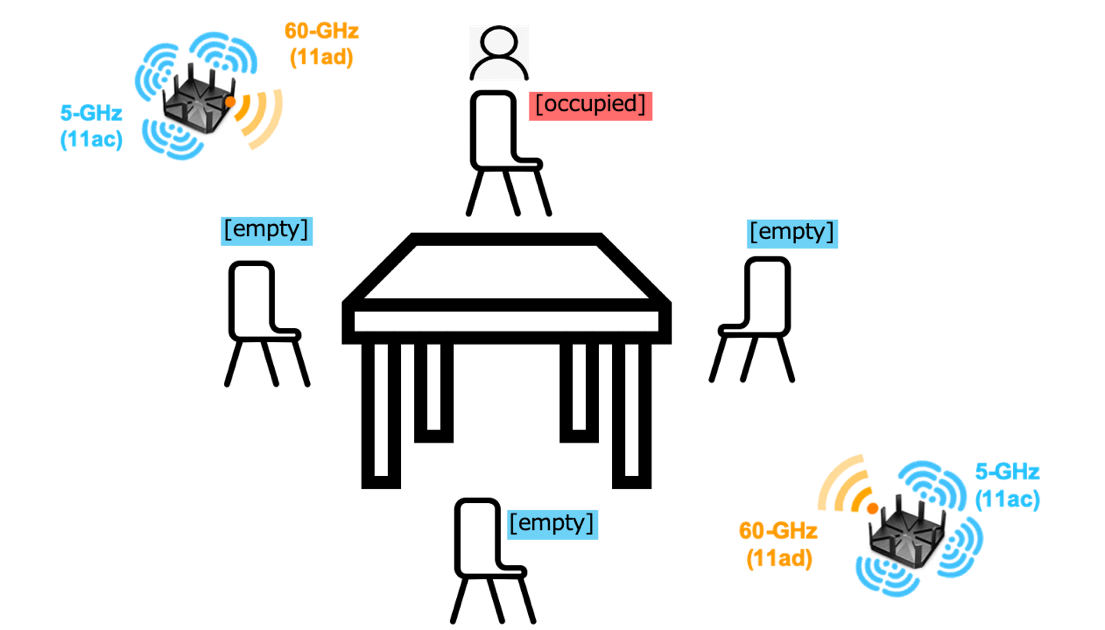 60-GHz
(11ad)
[occupied]
5-GHz
(11ac)
[empty]
[empty]
5-GHz
(11ac)
[empty]
60-GHz
(11ad)